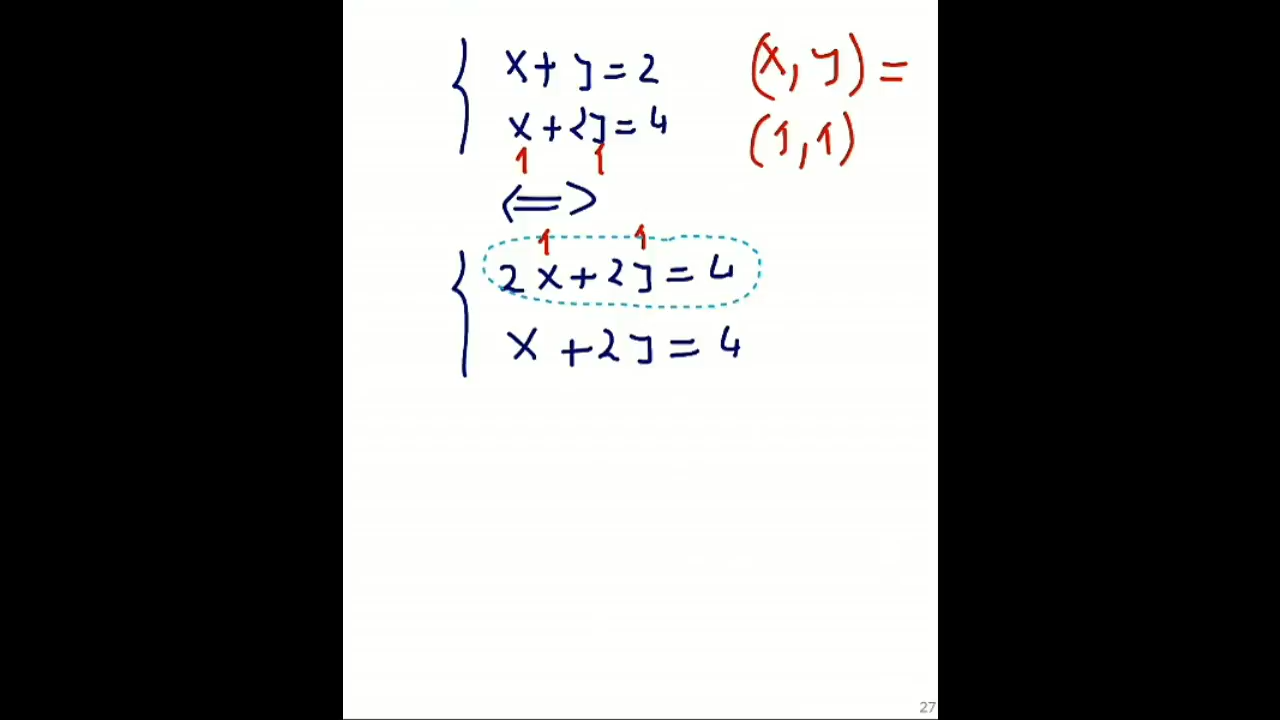 x + y = 2 (x, y) =
x + 2y = 4 (1, 1)
1 1
<=>
1 1
2x + 2y = 4
x + 2y = 4
27